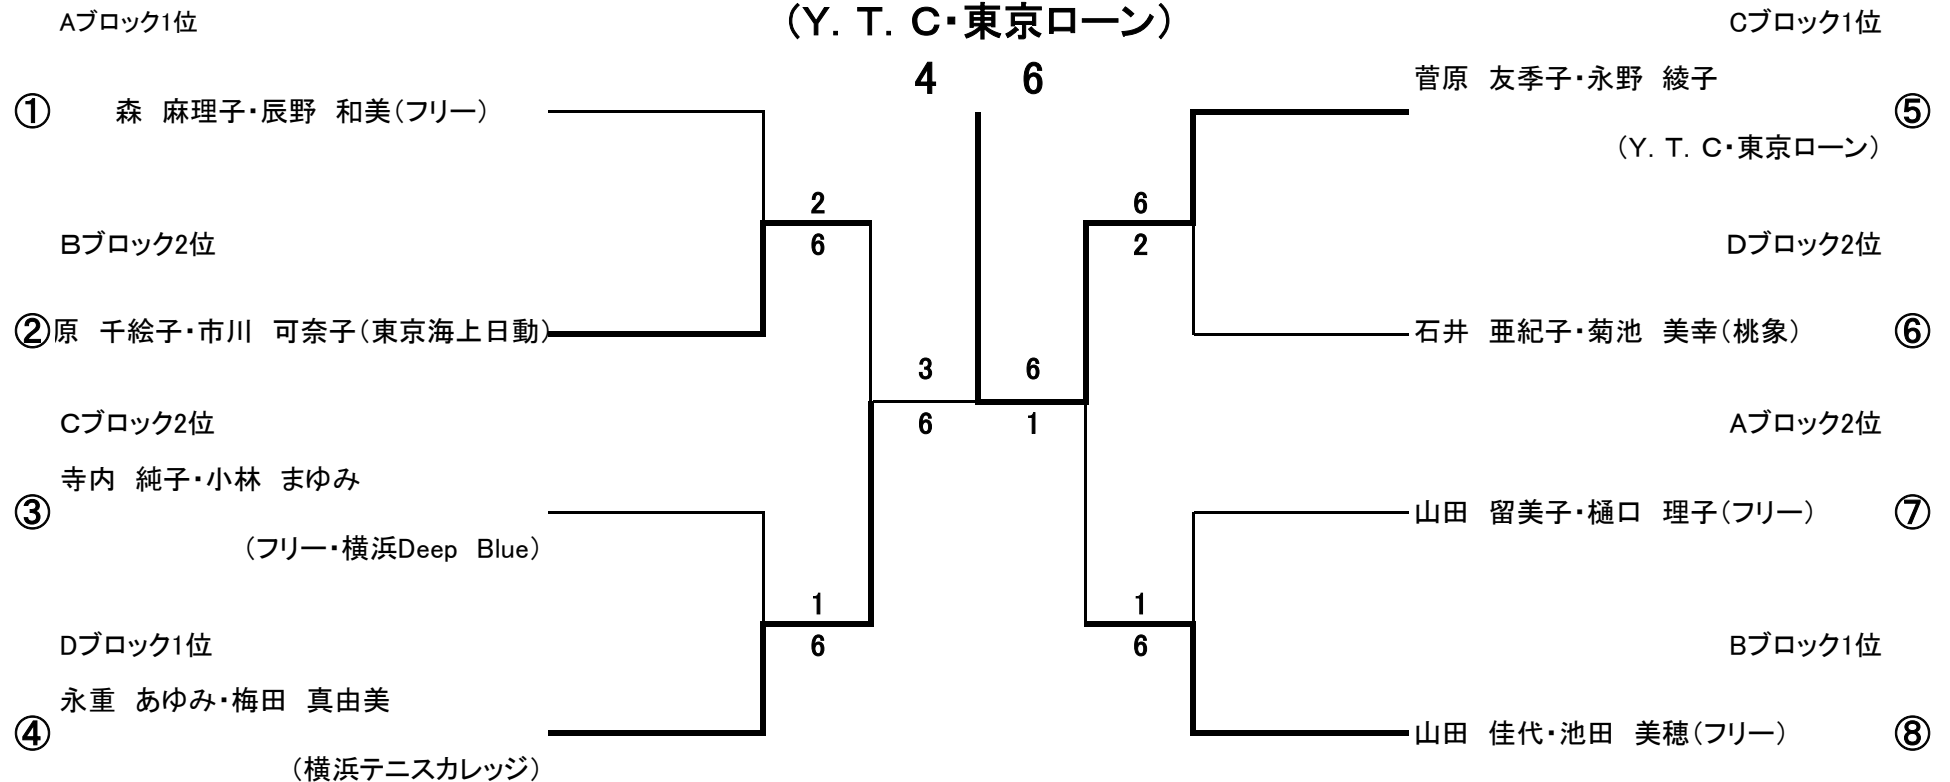 (Y．T．C・東京ローン)
4 6
Aブロック1位
① 森 麻理子・辰野 和美(フリー)
2
6
Bブロック2位
② 原 千絵子・市川 可奈子(東京海上日動)
3
6
Cブロック2位
寺内 純子・小林 まゆみ
③
(フリー・横浜Deep Blue)
1
6
Dブロック1位
永重 あゆみ・梅田 真由美
④
(横浜テニスカレッジ)
Cブロック1位
菅原 友季子・永野 綾子
⑤
(Y．T．C・東京ローン)
6
2
Dブロック2位
石井 亜紀子・菊池 美幸(桃象) ⑥
6
1
Aブロック2位
山田 留美子・樋口 理子(フリー) ⑦
1
6
Bブロック1位
山田 佳代・池田 美穂(フリー) ⑧